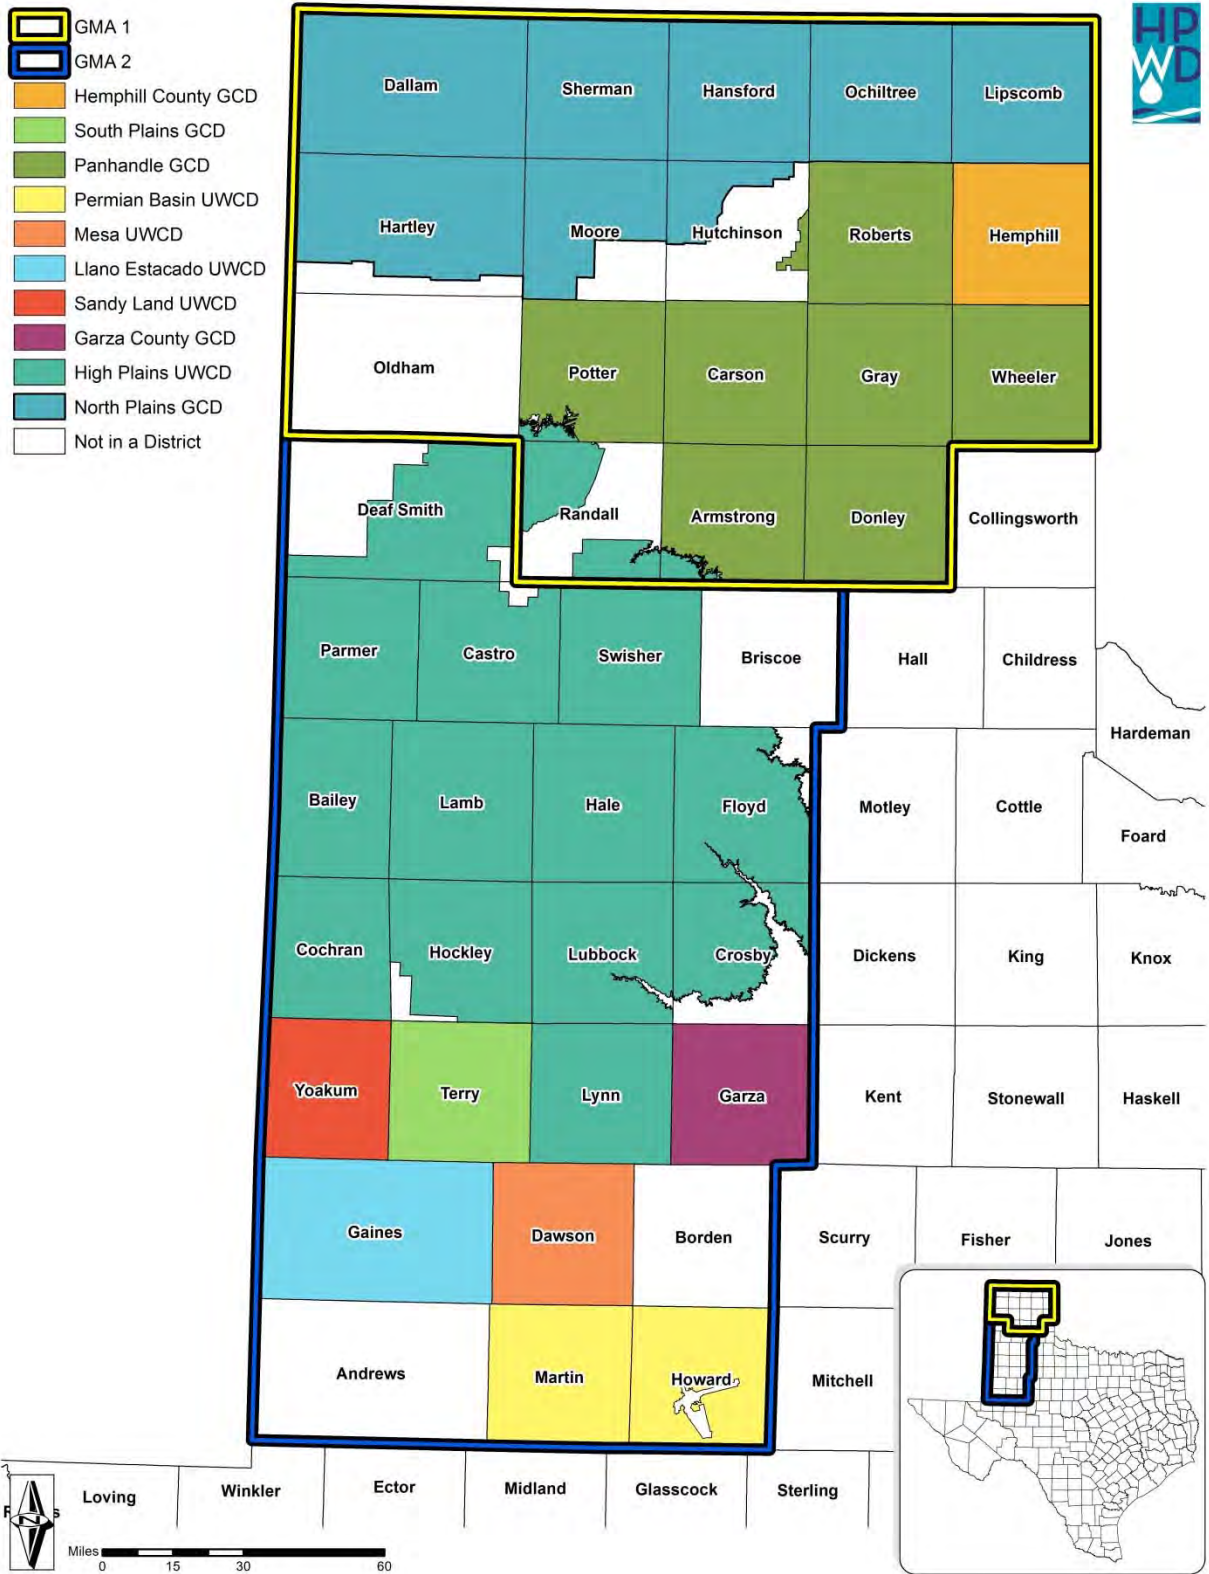 GMA 1
GMA 2
Hemphill County GCD
South Plains GCD
Panhandle GCD
Permian Basin UWCD
Mesa UWCD
Llano Estacado UWCD
Sandy Land UWCD
Garza County GCD
High Plains UWCD
North Plains GCD
Not in a District
HP
WD
Dallam
Sherman
Hansford
Ochiltree
Lipscomb
Hartley
Moore
Hutchinson
Roberts
Hemphill
Oldham
Potter
Carson
Gray
Wheeler
Deaf Smith
Randall
Armstrong
Donley
Collingsworth
Parmer
Castro
Swisher
Briscoe
Hall
Childress
Hardeman
Bailey
Lamb
Hale
Floyd
Motley
Cottle
Foard
Cochran
Hockley
Lubbock
Crosby
Dickens
King
Knox
Yoakum
Terry
Lynn
Garza
Kent
Stonewall
Haskell
Gaines
Dawson
Borden
Scurry
Fisher
Jones
Andrews
Martin
Howard
Mitchell
Loving
Winkler
Ector
Midland
Glasscock
Sterling
N
Miles
0 15 30 60